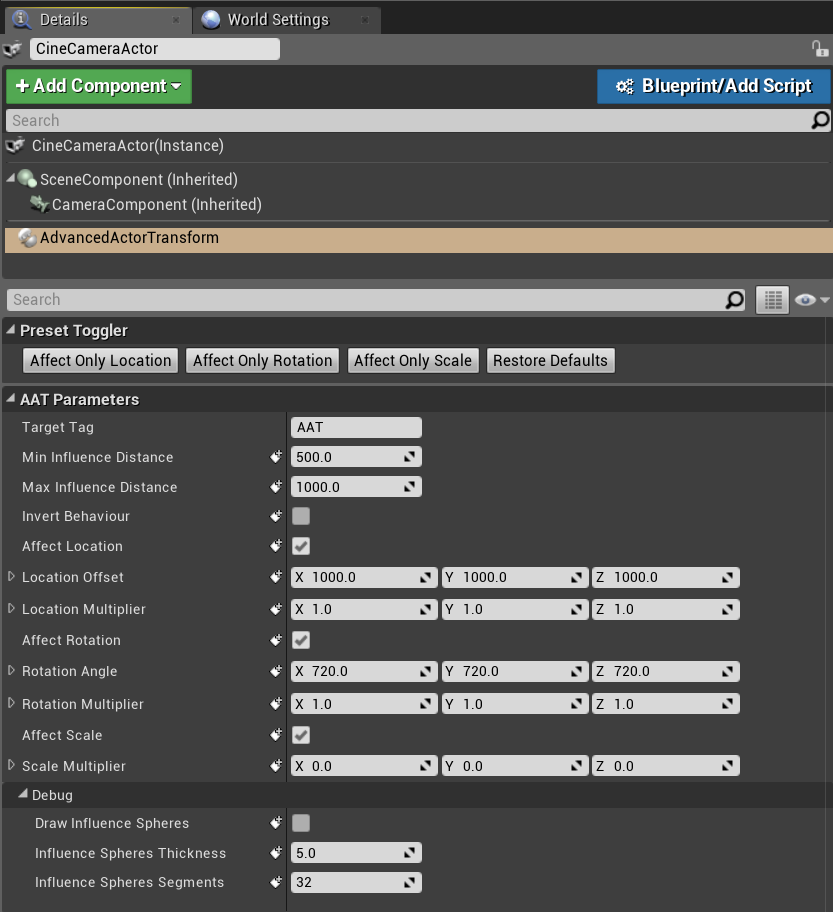 Details World Settings
CineCameraActor
+ Add Component Blueprint/Add Script
Search
CineCameraActor(Instance)
SceneComponent (Inherited)
CameraComponent (Inherited)
AdvancedActorTransform
Search
Preset Toggler
Affect Only Location Affect Only Rotation Affect Only Scale Restore Defaults
AAT Parameters
Target Tag AAT
Min Influence Distance 500.0
Max Influence Distance 1000.0
Invert Behaviour
Affect Location
Location Offset X 1000.0 Y 1000.0 Z 1000.0
Location Multiplier X 1.0 Y 1.0 Z 1.0
Affect Rotation
Rotation Angle X 720.0 Y 720.0 Z 720.0
Rotation Multiplier X 1.0 Y 1.0 Z 1.0
Affect Scale
Scale Multiplier X 0.0 Y 0.0 Z 0.0
Debug
Draw Influence Spheres
Influence Spheres Thickness 5.0
Influence Spheres Segments 32